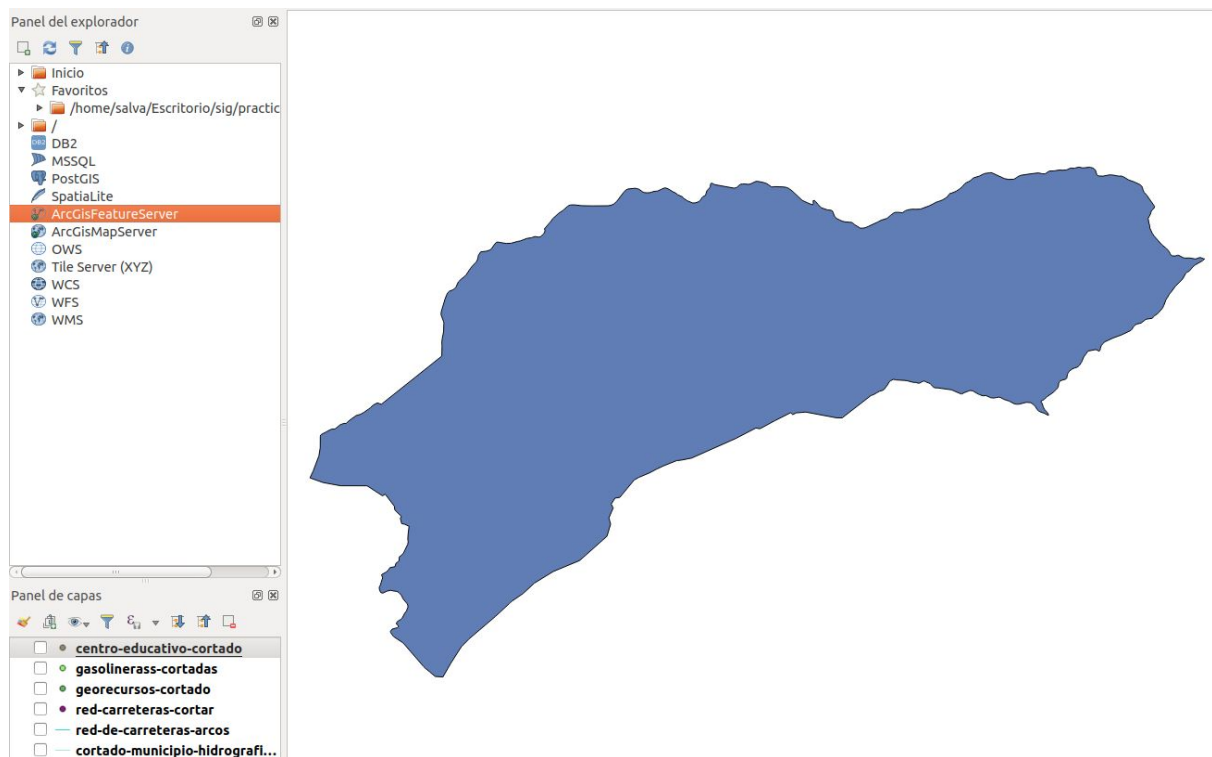 Panel del explorador
Inicio
Favoritos
/home/salva/Escritorio/sig/practic
/
DB2
MSSQL
PostGIS
SpatiaLite
ArcGisFeatureServer
ArcGisMapServer
OWS
Tile Server (XYZ)
WCS
WFS
WMS
Panel de capas
centro-educativo-cortado
gasolinerass-cortadas
georecursos-cortado
red-carreteras-cortar
red-de-carreteras-arcos
cortado-municipio-hidrografi...